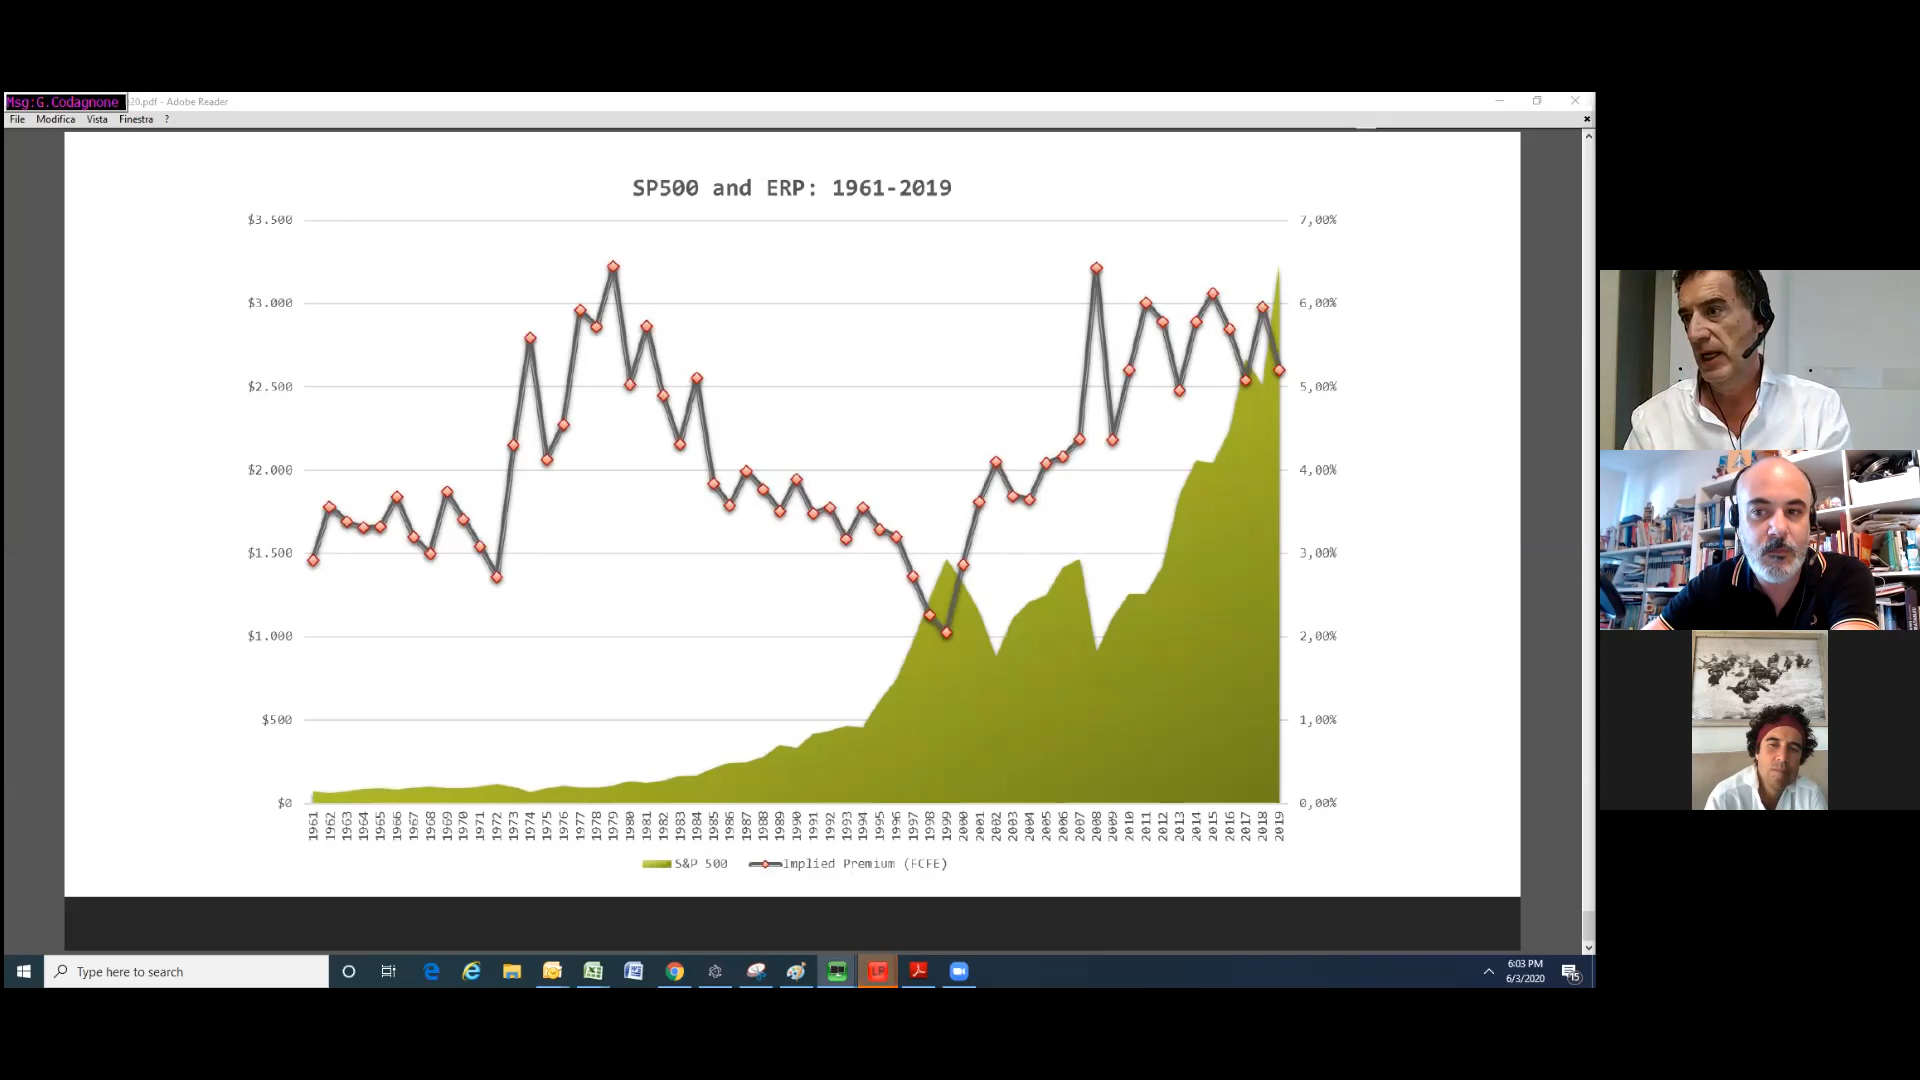 Msg:G.Codagnone
e20.pdf - Adobe Reader
File Modifica Vista Finestra ?
SP500 and ERP: 1961-2019
$3.500
$3.000
$2.500
$2.000
$1.500
$1.000
$500
$0
7,00%
6,00%
5,00%
4,00%
3,00%
2,00%
1,00%
0,00%
1961 1962 1963 1964 1965 1966 1967 1968 1969 1970 1971 1972 1973 1974 1975 1976 1977 1978 1979 1980 1981 1982 1983 1984 1985 1986 1987 1988 1989 1990 1991 1992 1993 1994 1995 1996 1997 1998 1999 2000 2001 2002 2003 2004 2005 2006 2007 2008 2009 2010 2011 2012 2013 2014 2015 2016 2017 2018 2019
S&P 500 Implied Premium (FCFE)
Type here to search
LP
6:03 PM
6/3/2020
15